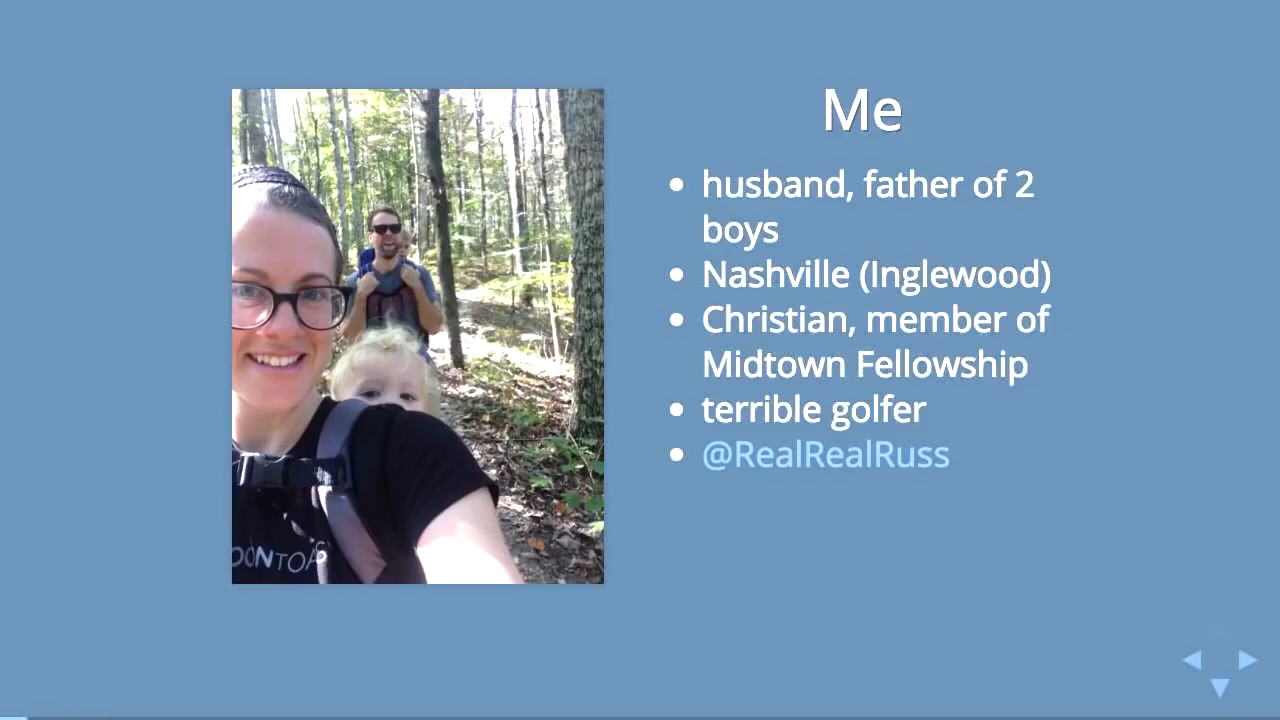 Me
husband, father of 2
boys
Nashville (Inglewood)
Christian, member of
Midtown Fellowship
terrible golfer
@RealRealRuss